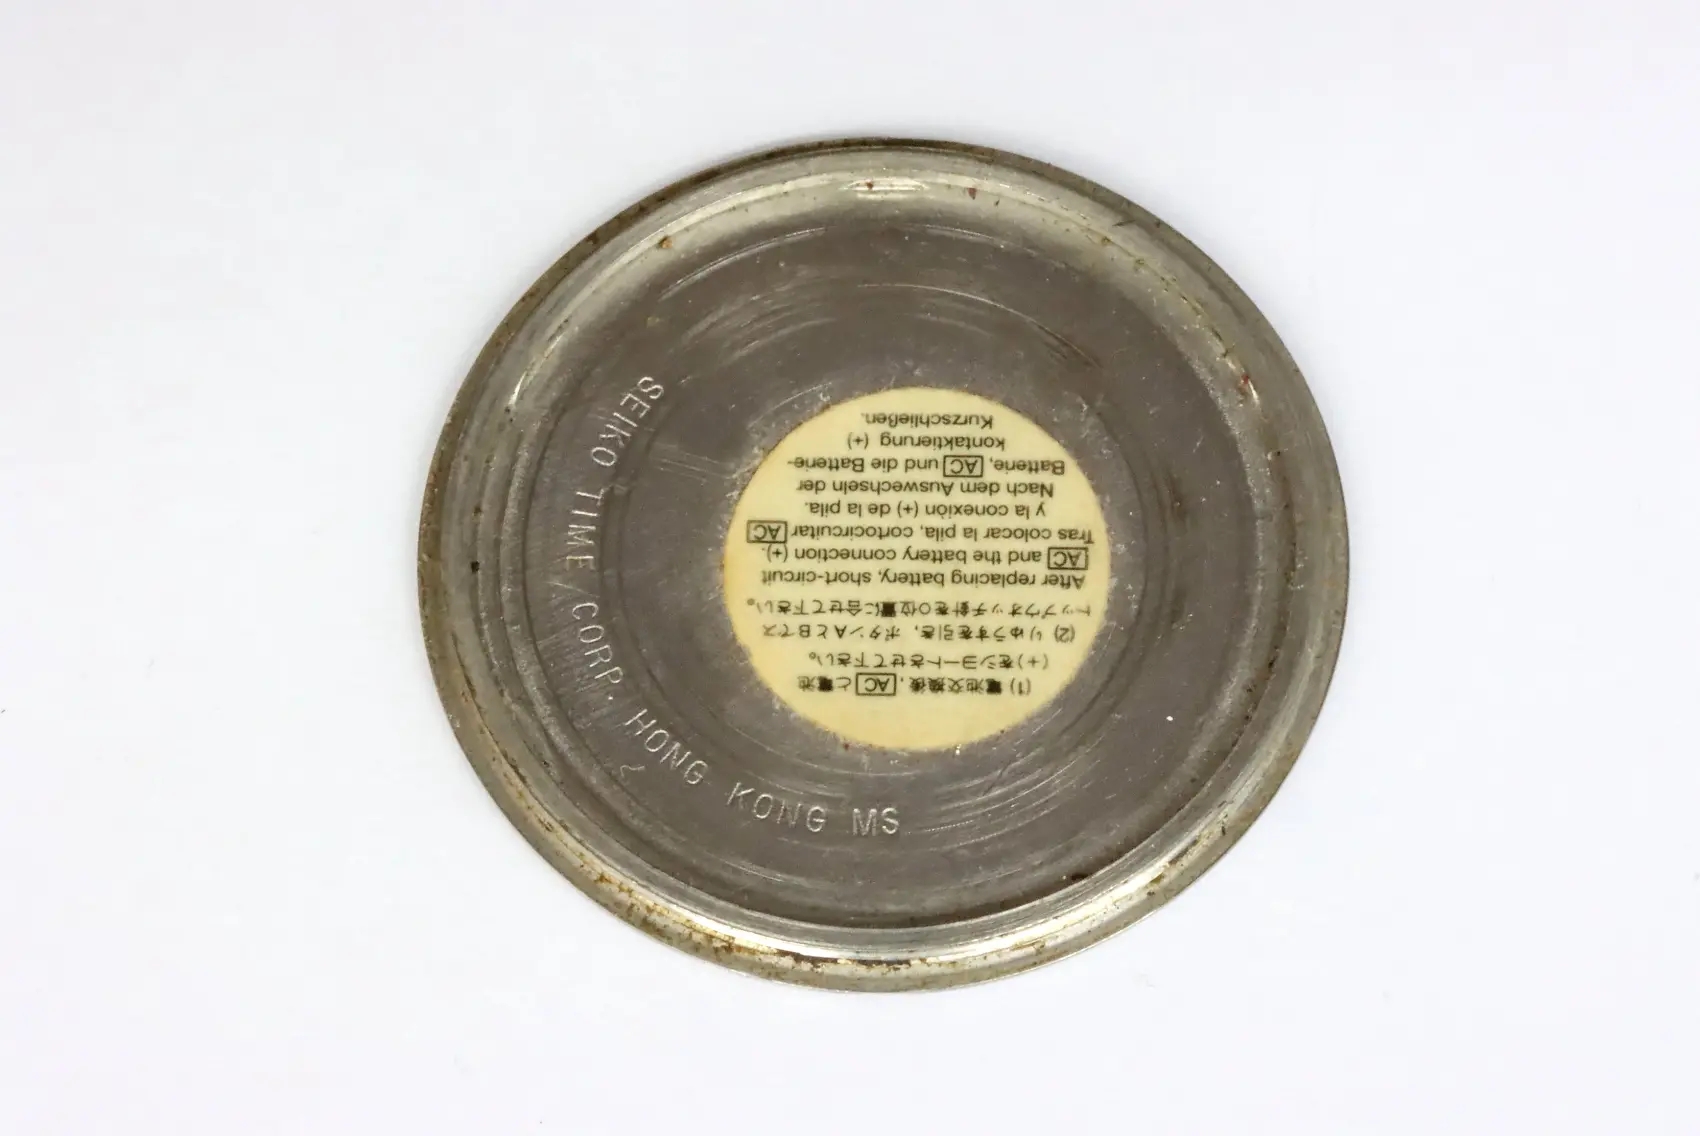 SEIKO TIME CORP. HONG KONG MS
(1) 電池交換後、AC と電池
(+)をショートさせて下さい。
(2) りゅうずを引き、ボタンAとBでス
トップウオッチ針を0位置に合せて下さい。
After replacing battery, short-circuit
AC and the battery connection (+).
Tras colocar la pila, cortocircuitar AC
y la conexión (+) de la pila.
Nach dem Auswechseln der
Batterie, AC und die Batterie-
kontaktierung (+)
Kurzschließen.